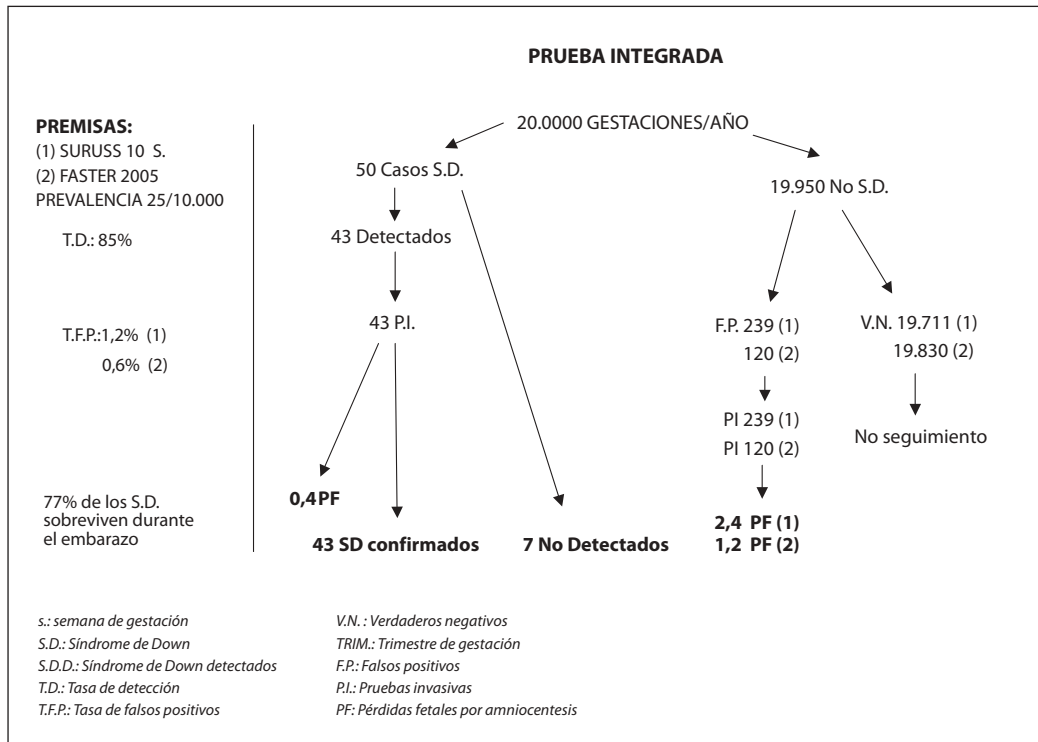 PRUEBA INTEGRADA
PREMISAS:
(1) SURUSS 10 S.
(2) FASTER 2005
PREVALENCIA 25/10.000
T.D.: 85%
T.F.P.:1,2% (1)
0,6% (2)
77% de los S.D.
sobreviven durante
el embarazo
20.0000 GESTACIONES/AÑO
50 Casos S.D.
19.950 No S.D.
43 Detectados
43 P.I.
F.P. 239 (1)
120 (2)
V.N. 19.711 (1)
19.830 (2)
PI 239 (1)
PI 120 (2)
No seguimiento
0,4 PF
43 SD confirmados
7 No Detectados
2,4 PF (1)
1,2 PF (2)
s.: semana de gestación
S.D.: Síndrome de Down
S.D.D.: Síndrome de Down detectados
T.D.: Tasa de detección
T.F.P.: Tasa de falsos positivos
V.N. : Verdaderos negativos
TRIM.: Trimestre de gestación
F.P.: Falsos positivos
P.I.: Pruebas invasivas
PF: Pérdidas fetales por amniocentesis